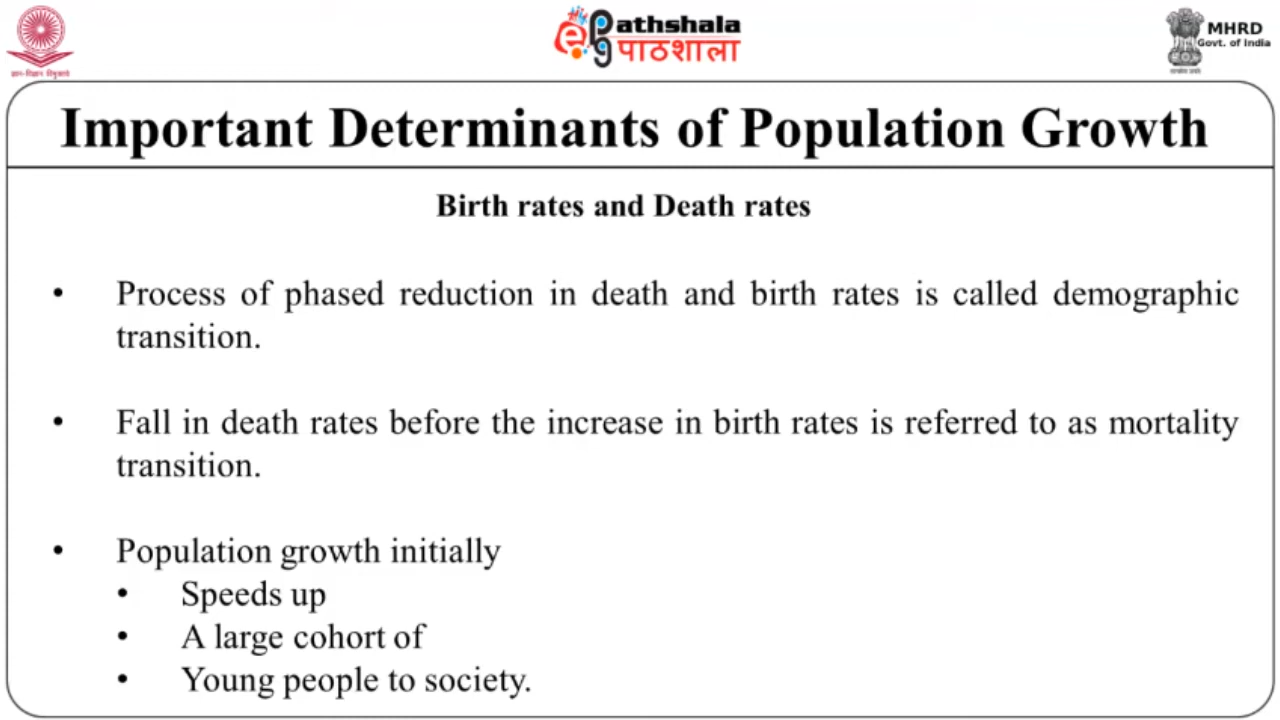 ज्ञान-विज्ञान विमुक्तये
ePathshala
पाठशाला
MHRD
Govt. of India
Important Determinants of Population Growth
Birth rates and Death rates
• Process of phased reduction in death and birth rates is called demographic
transition.
• Fall in death rates before the increase in birth rates is referred to as mortality
transition.
• Population growth initially
• Speeds up
• A large cohort of
• Young people to society.